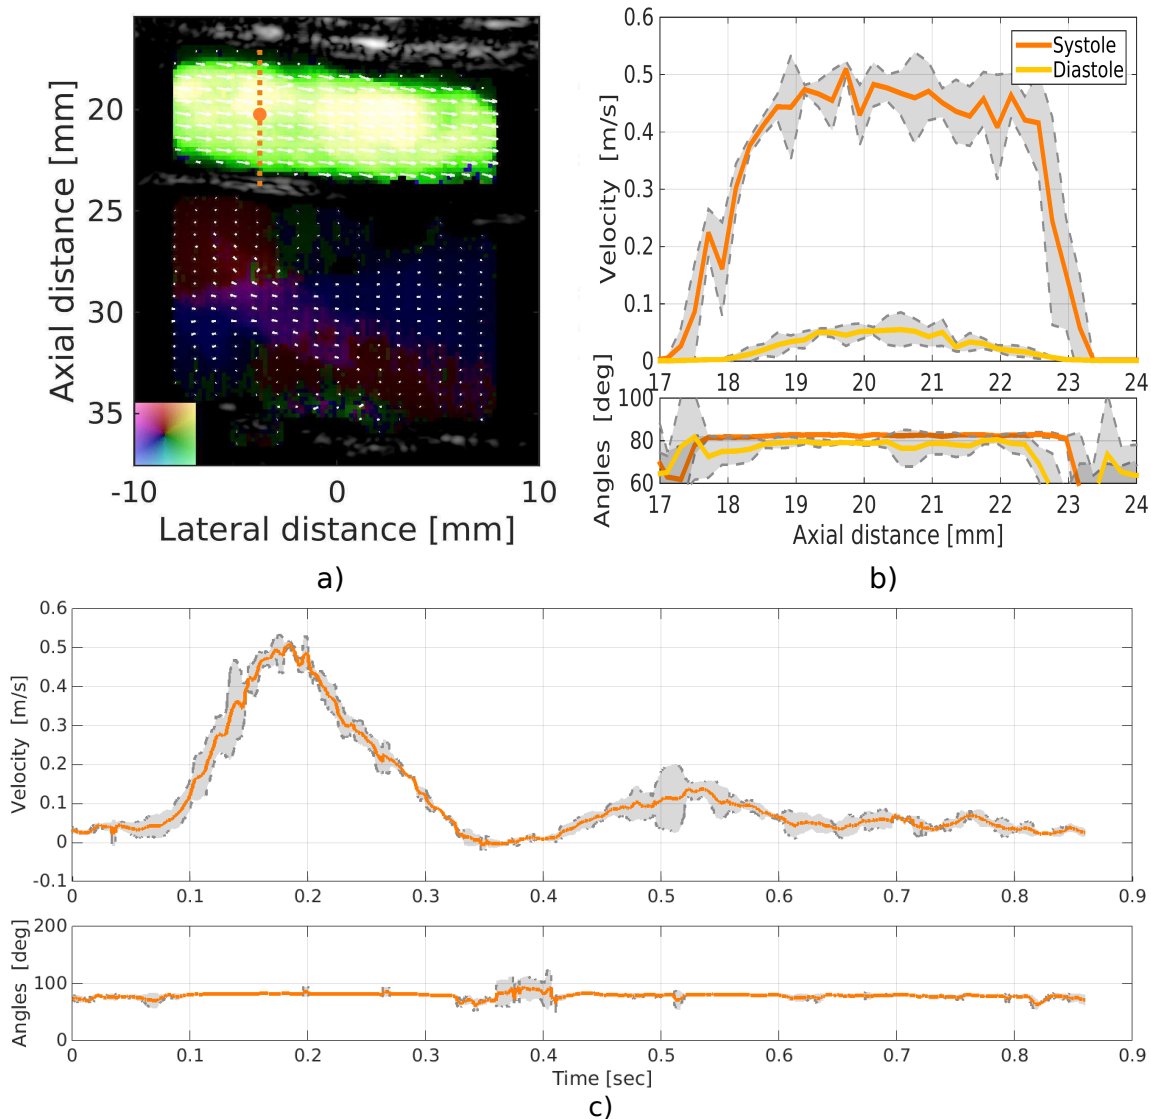 20
25
30
35
Axial distance [mm]
-10
0
10
Lateral distance [mm]
a)
0.6
0.5
0.4
0.3
0.2
0.1
0
Velocity [m/s]
Systole
Diastole
17 18 19 20 21 22 23 24
100
80
60
Angles [deg]
17 18 19 20 21 22 23 24
Axial distance [mm]
b)
0.6
0.5
0.4
0.3
0.2
0.1
0
-0.1
Velocity [m/s]
0 0.1 0.2 0.3 0.4 0.5 0.6 0.7 0.8 0.9
200
100
0
Angles [deg]
0 0.1 0.2 0.3 0.4 0.5 0.6 0.7 0.8 0.9
Time [sec]
c)